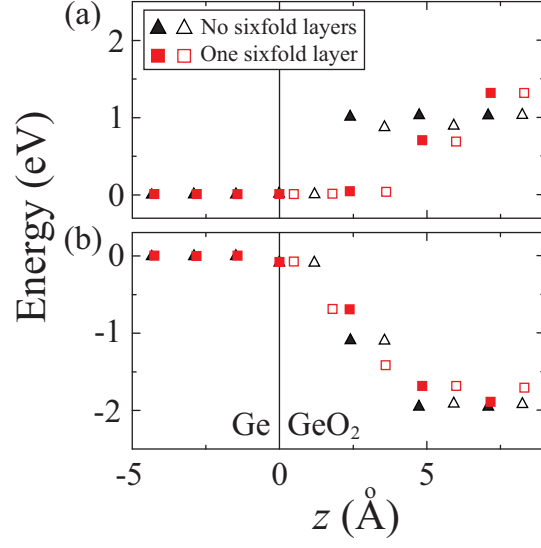 (a)
No sixfold layers
One sixfold layer
2
1
0
(b)
0
-1
-2
Energy (eV)
Ge
GeO₂
-5
0
5
z (Å)